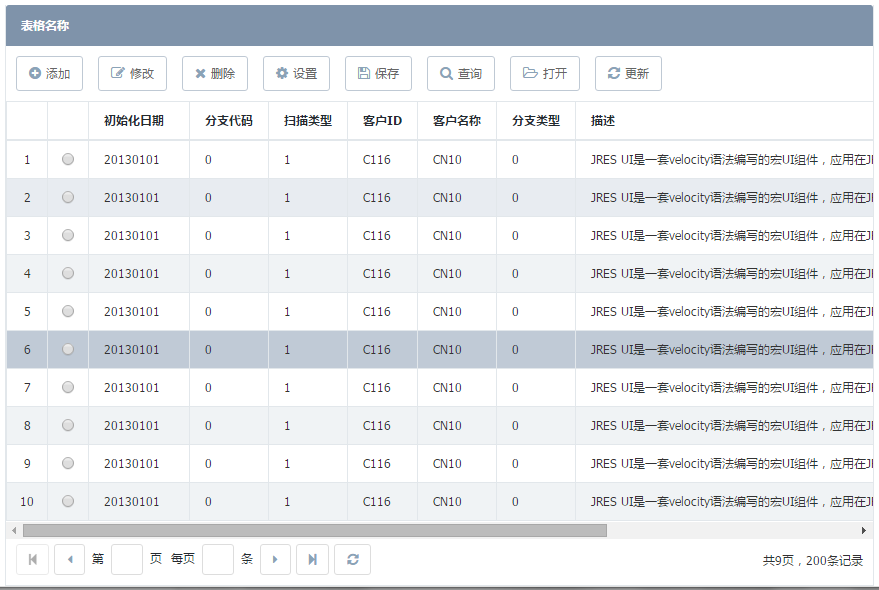 表格名称
添加 修改 删除 设置 保存 查询 打开 更新
初始化日期 分支代码 扫描类型 客户ID 客户名称 分支类型 描述
1 20130101 0 1 C116 CN10 0 JRES UI是一套velocity语法编写的宏UI组件，应用在J
2 20130101 0 1 C116 CN10 0 JRES UI是一套velocity语法编写的宏UI组件，应用在J
3 20130101 0 1 C116 CN10 0 JRES UI是一套velocity语法编写的宏UI组件，应用在J
4 20130101 0 1 C116 CN10 0 JRES UI是一套velocity语法编写的宏UI组件，应用在J
5 20130101 0 1 C116 CN10 0 JRES UI是一套velocity语法编写的宏UI组件，应用在J
6 20130101 0 1 C116 CN10 0 JRES UI是一套velocity语法编写的宏UI组件，应用在J
7 20130101 0 1 C116 CN10 0 JRES UI是一套velocity语法编写的宏UI组件，应用在J
8 20130101 0 1 C116 CN10 0 JRES UI是一套velocity语法编写的宏UI组件，应用在J
9 20130101 0 1 C116 CN10 0 JRES UI是一套velocity语法编写的宏UI组件，应用在J
10 20130101 0 1 C116 CN10 0 JRES UI是一套velocity语法编写的宏UI组件，应用在J
第 页 每页 条 共9页，200条记录